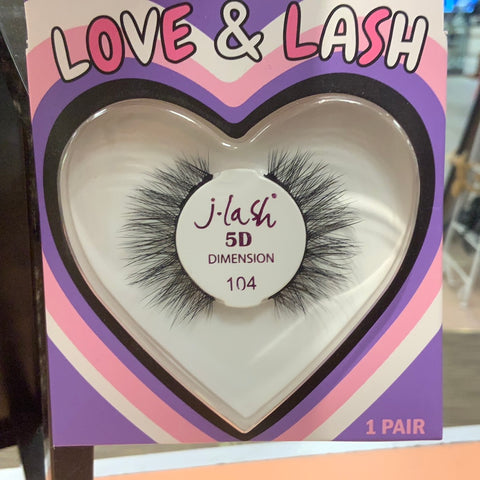 LOVE & LASH
j.lash®
5D
DIMENSION
104
1 PAIR